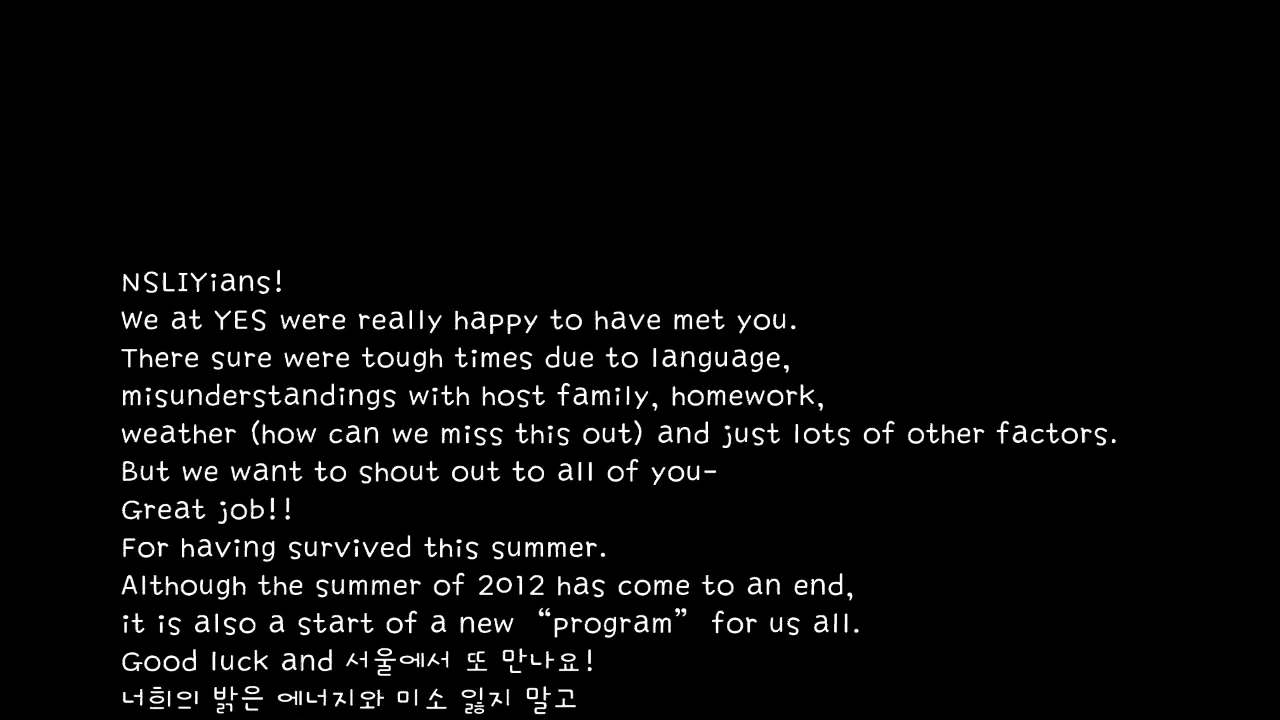 NSLIYians!
We at YES were really happy to have met you.
There sure were tough times due to language,
misunderstandings with host family, homework,
weather (how can we miss this out) and just lots of other factors.
But we want to shout out to all of you-
Great job!!
For having survived this summer.
Although the summer of 2012 has come to an end,
it is also a start of a new “program” for us all.
Good luck and 서울에서 또 만나요!
너희의 밝은 에너지와 미소 잃지 말고